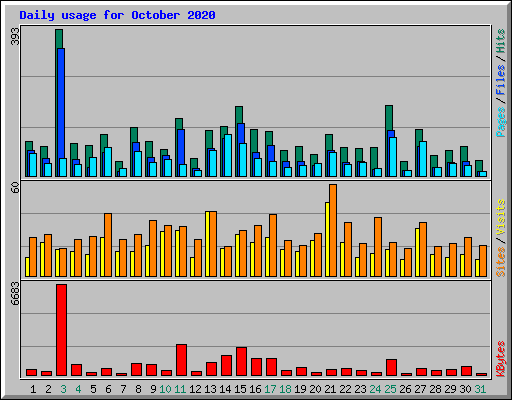 Daily usage for October 2020
393
Pages / Files / Hits
60
Sites / Visits
6683
KBytes
1 2 3 4 5 6 7 8 9 10 11 12 13 14 15 16 17 18 19 20 21 22 23 24 25 26 27 28 29 30 31